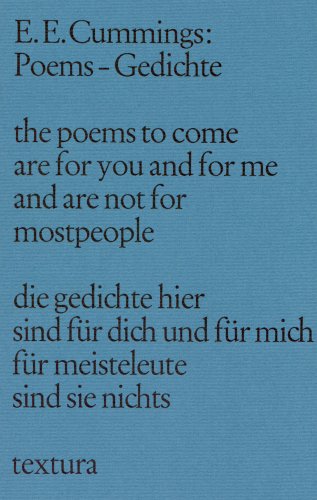 E. E. Cummings:
Poems – Gedichte
the poems to come
are for you and for me
and are not for
mostpeople
die gedichte hier
sind für dich und für mich
für meisteleute
sind sie nichts
textura